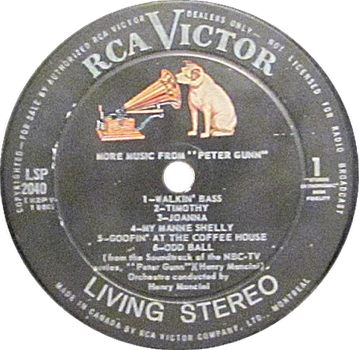 COPYRIGHTED—FOR SALE BY AUTHORIZED RCA VICTOR DEALERS ONLY— NOT LICENSED FOR RADIO BROADCAST
RCA VICTOR
MORE MUSIC FROM "PETER GUNN"
LSP
2040
1
1-WALKIN' BASS
2-TIMOTHY
3-JOANNA
4-MY MANNE SHELLY
5-GOOFIN' AT THE COFFEE HOUSE
6-ODD BALL
(from the Soundtrack of the NBC-TV
series, "Peter Gunn")(Henry Mancini)
Orchestra conducted by
Henry Mancini
LIVING STEREO
MADE IN CANADA BY RCA VICTOR COMPANY, LTD., MONTREAL